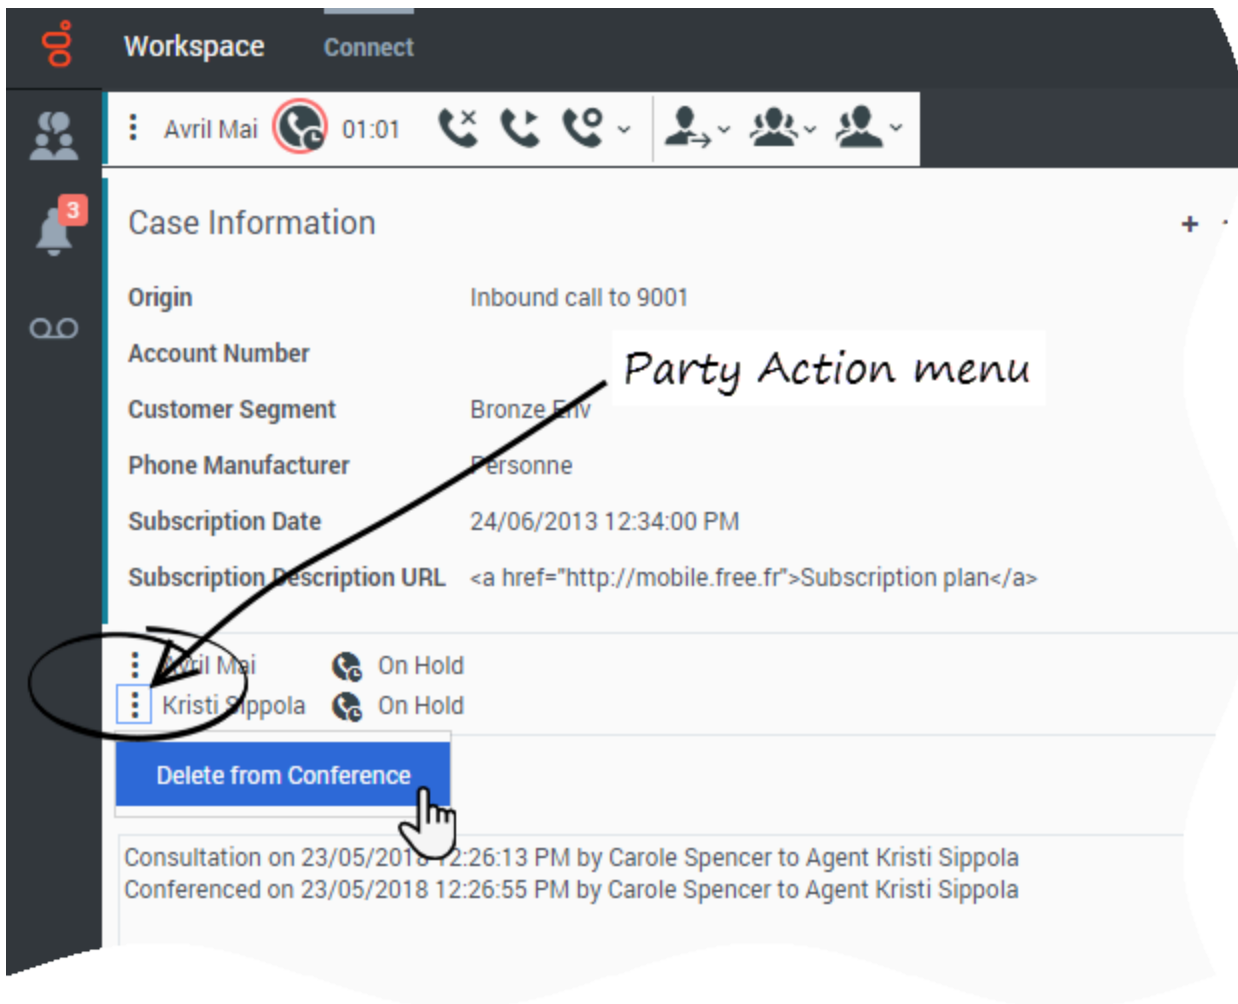 Workspace Connect
Avril Mai 01:01
3
Case Information
Origin Inbound call to 9001
Account Number
Party Action menu
Customer Segment Bronze Env
Phone Manufacturer Personne
Subscription Date 24/06/2013 12:34:00 PM
Subscription Description URL <a href="http://mobile.free.fr">Subscription plan</a>
Avril Mai On Hold
Kristi Sippola On Hold
Delete from Conference
Consultation on 23/05/2018 12:26:13 PM by Carole Spencer to Agent Kristi Sippola
Conferenced on 23/05/2018 12:26:55 PM by Carole Spencer to Agent Kristi Sippola